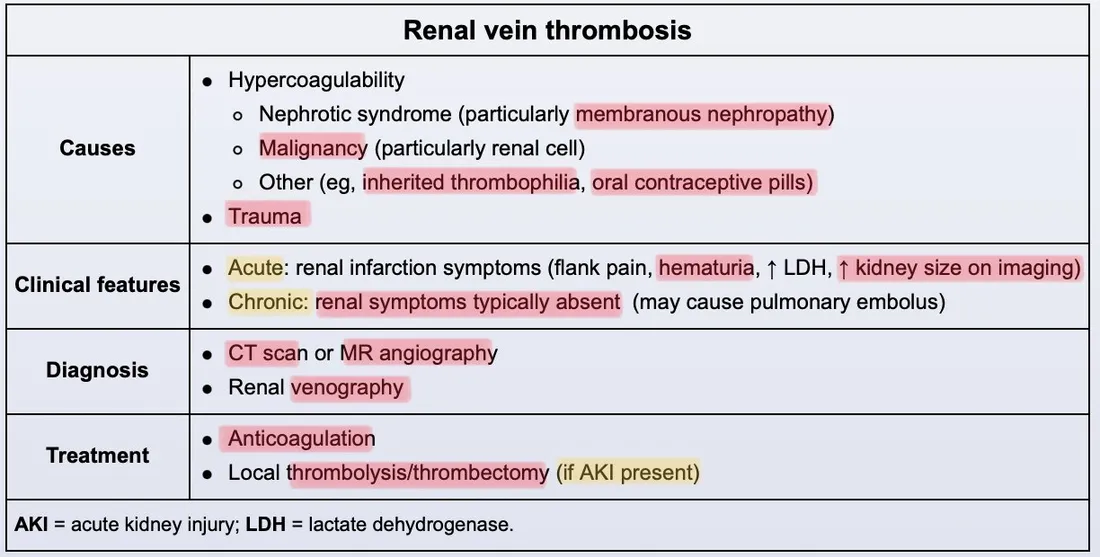 Renal vein thrombosis
Causes
● Hypercoagulability
○ Nephrotic syndrome (particularly membranous nephropathy)
○ Malignancy (particularly renal cell)
○ Other (eg, inherited thrombophilia, oral contraceptive pills)
● Trauma
Clinical features
● Acute: renal infarction symptoms (flank pain, hematuria, ↑ LDH, ↑ kidney size on imaging)
● Chronic: renal symptoms typically absent (may cause pulmonary embolus)
Diagnosis
● CT scan or MR angiography
● Renal venography
Treatment
● Anticoagulation
● Local thrombolysis/thrombectomy (if AKI present)
AKI = acute kidney injury; LDH = lactate dehydrogenase.